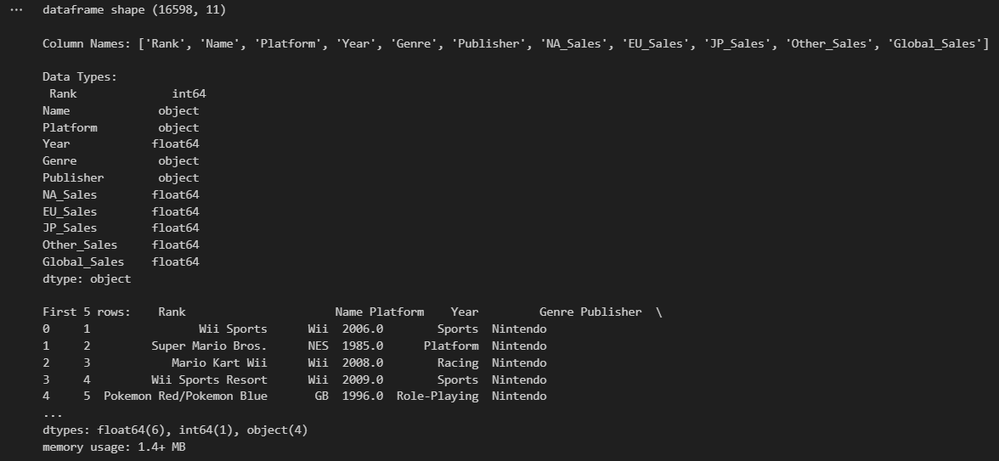 ...
dataframe shape (16598, 11)
Column Names: ['Rank', 'Name', 'Platform', 'Year', 'Genre', 'Publisher', 'NA_Sales', 'EU_Sales', 'JP_Sales', 'Other_Sales', 'Global_Sales']
Data Types:
Rank int64
Name object
Platform object
Year float64
Genre object
Publisher object
NA_Sales float64
EU_Sales float64
JP_Sales float64
Other_Sales float64
Global_Sales float64
dtype: object
First 5 rows: Rank Name Platform Year Genre Publisher \
0 1 Wii Sports Wii 2006.0 Sports Nintendo
1 2 Super Mario Bros. NES 1985.0 Platform Nintendo
2 3 Mario Kart Wii Wii 2008.0 Racing Nintendo
3 4 Wii Sports Resort Wii 2009.0 Sports Nintendo
4 5 Pokemon Red/Pokemon Blue GB 1996.0 Role-Playing Nintendo
...
dtypes: float64(6), int64(1), object(4)
memory usage: 1.4+ MB